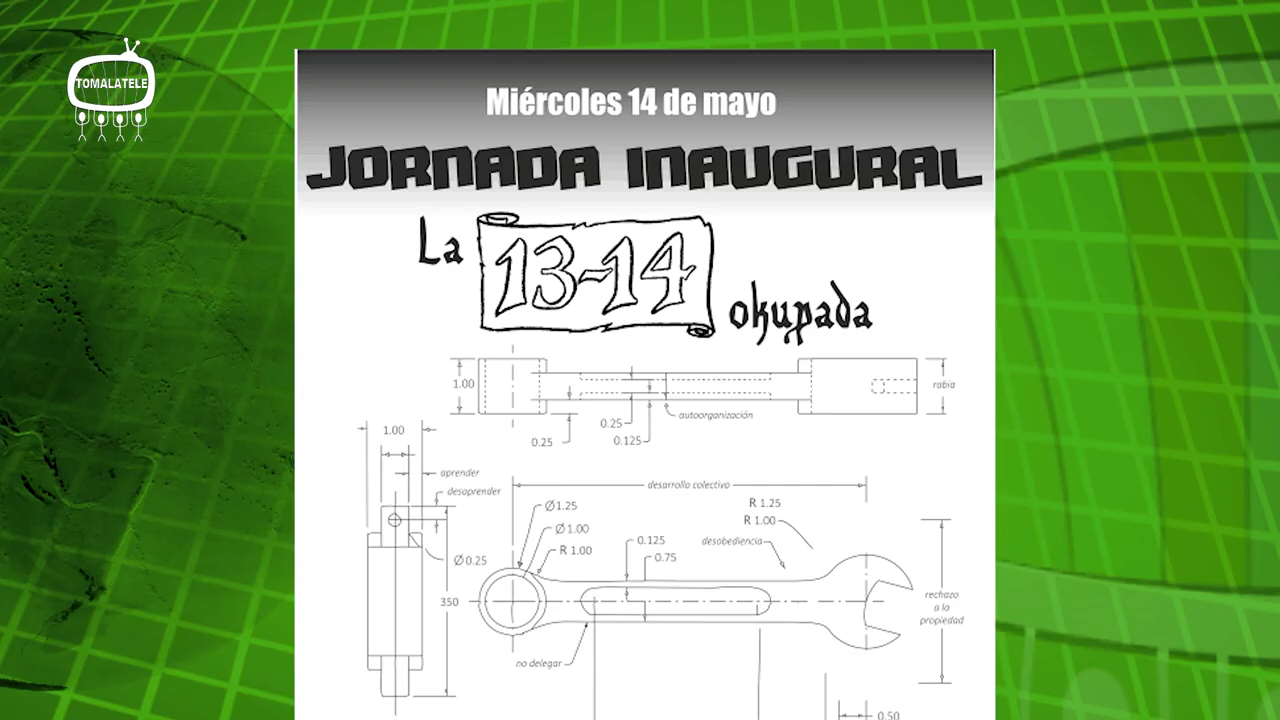 TOMALATELE
Miércoles 14 de mayo
JORNADA INAUGURAL
La
13-14
okupada
1.00
rabia
0.25
autoorganización
0.125
0.25
1.00
aprender
desaprender
desarrollo colectivo
Ø1.25
R 1.25
Ø1.00
R 1.00
R 1.00
0.125
desobediencia
0.75
Ø0.25
350
rechazo
a la
propiedad
no delegar
0.50